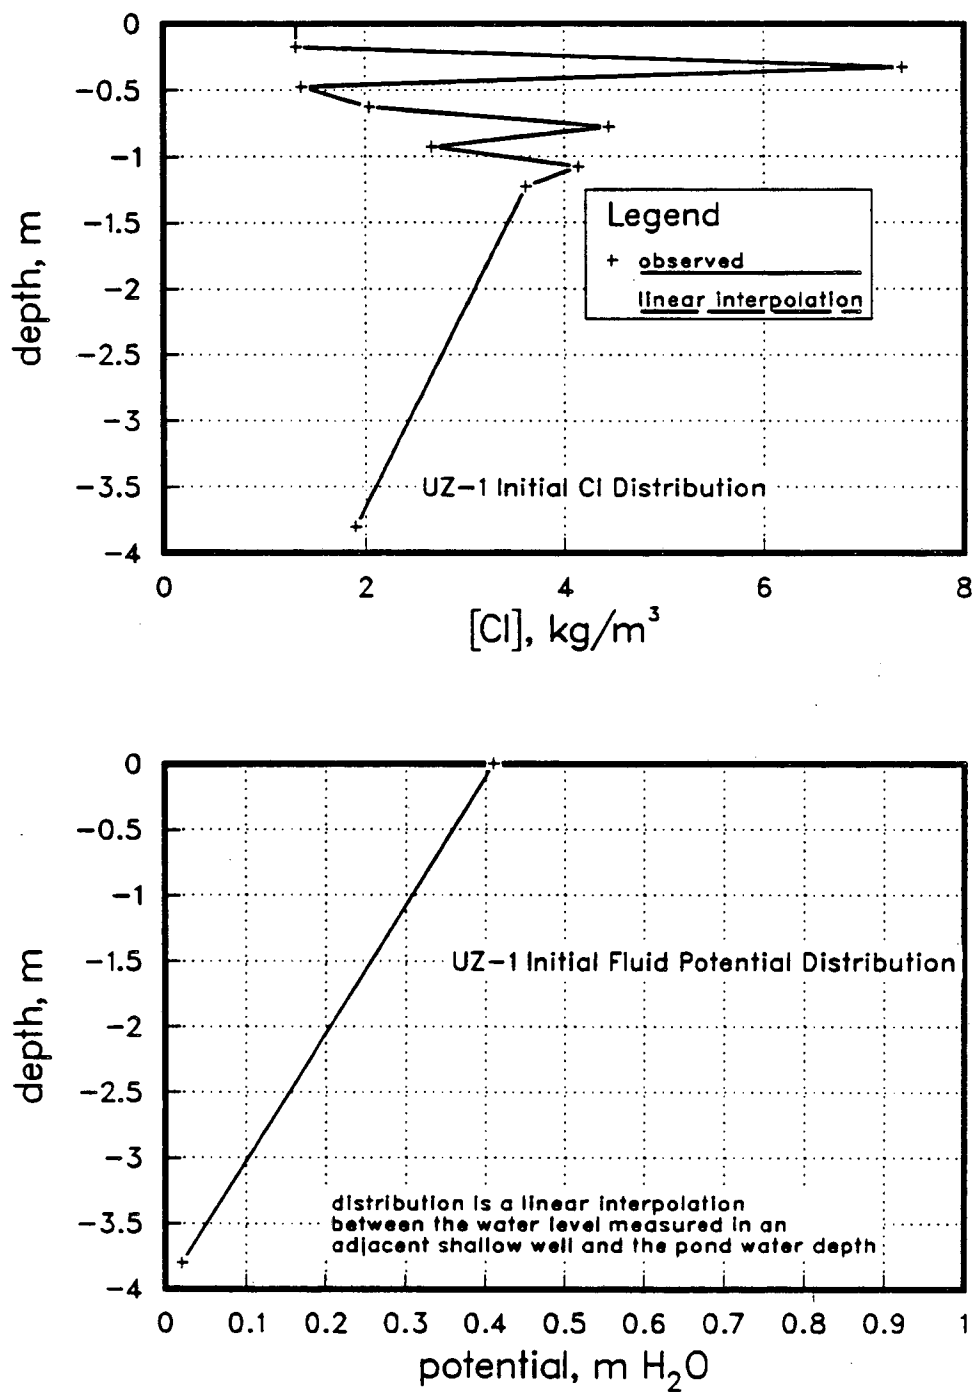 0
−0.5
−1
−1.5
−2
−2.5
−3
−3.5
−4
depth, m
Legend
+ observed
linear interpolation
UZ−1 Initial Cl Distribution
0 2 4 6 8
[Cl], kg/m³
0
−0.5
−1
−1.5
−2
−2.5
−3
−3.5
−4
depth, m
UZ−1 Initial Fluid Potential Distribution
distribution is a linear interpolation
between the water level measured in an
adjacent shallow well and the pond water depth
0 0.1 0.2 0.3 0.4 0.5 0.6 0.7 0.8 0.9 1
potential, m H₂O